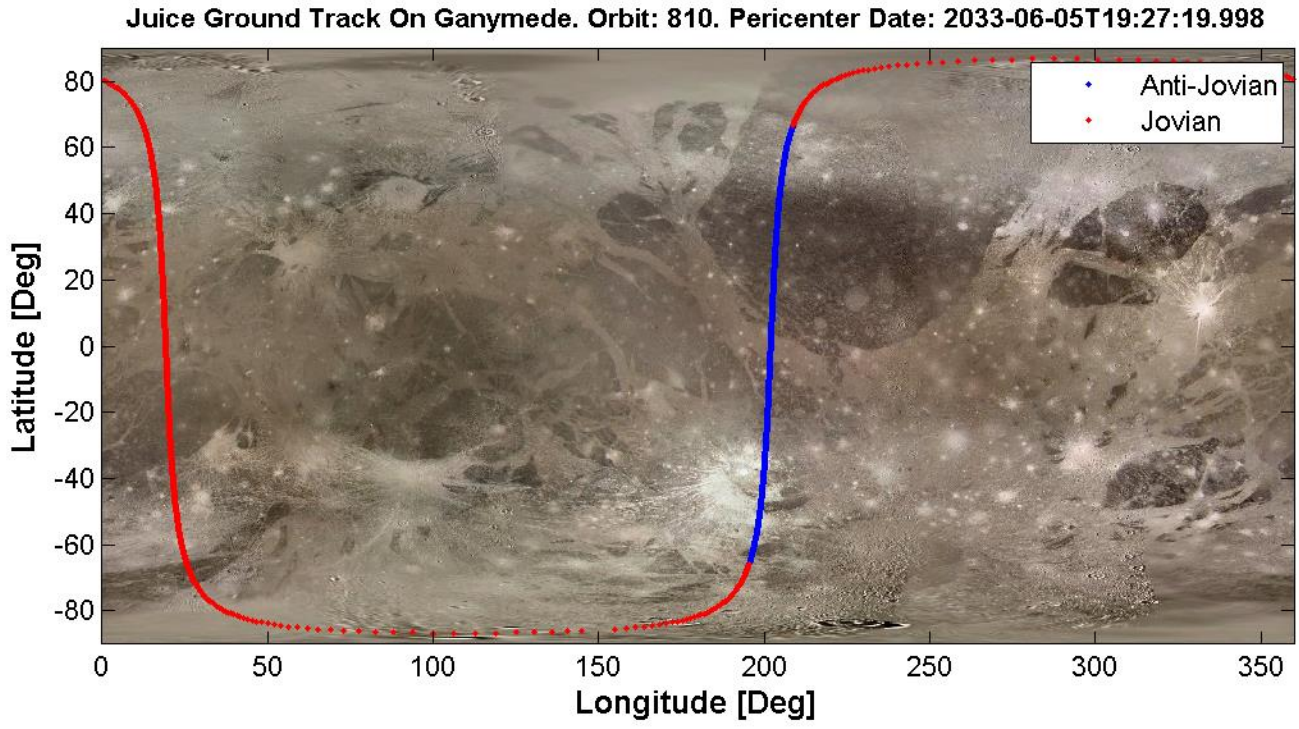 Juice Ground Track On Ganymede. Orbit: 810. Pericenter Date: 2033-06-05T19:27:19.998
Anti-Jovian
Jovian
80
60
40
20
0
-20
-40
-60
-80
Latitude [Deg]
0 50 100 150 200 250 300 350
Longitude [Deg]